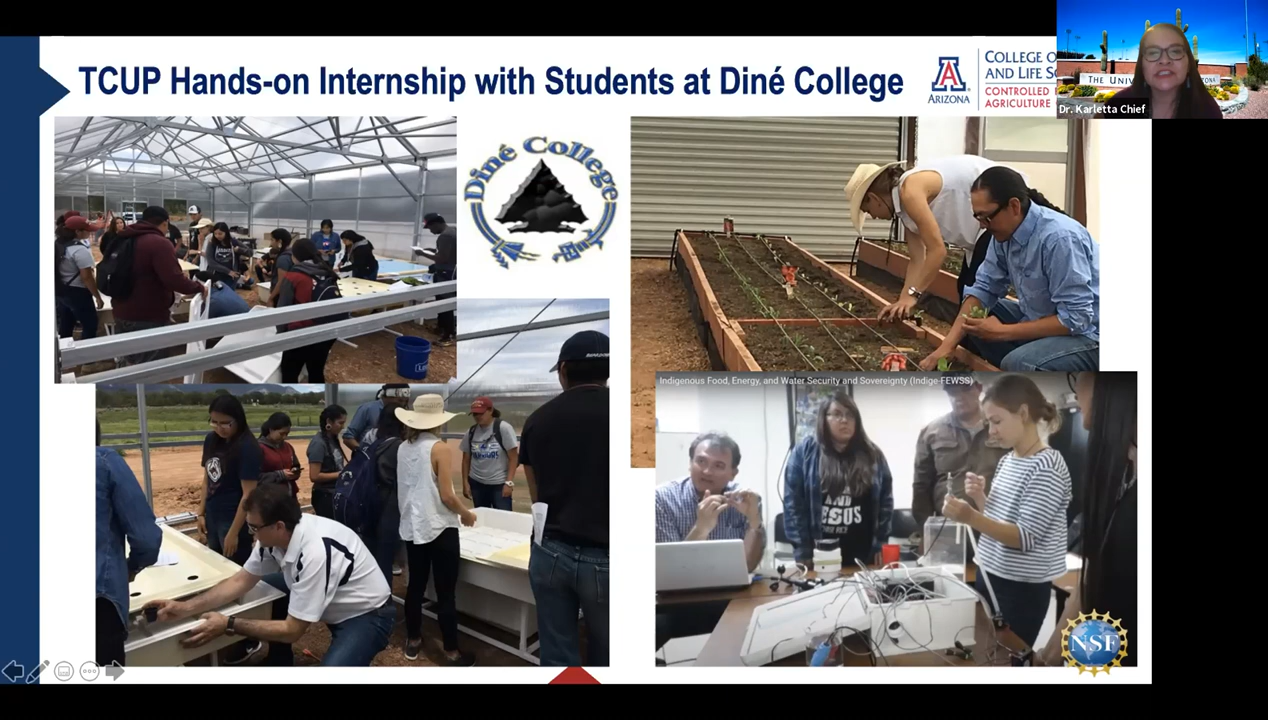 TCUP Hands-on Internship with Students at Diné College
ARIZONA
COLLEGE O
AND LIFE SC
CONTROLLED
AGRICULTURE
THE UNIV
Dr. Karletta Chief
Diné College
Indigenous Food, Energy, and Water Security and Sovereignty (Indige-FEWSS)
NSF